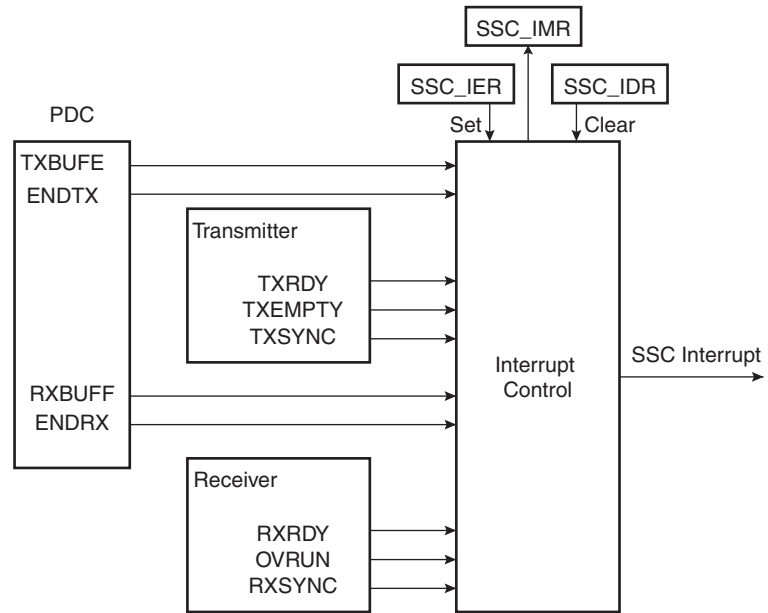 SSC_IMR
SSC_IER
SSC_IDR
PDC
Set
Clear
TXBUFE
ENDTX
Transmitter
TXRDY
TXEMPTY
TXSYNC
RXBUFF
ENDRX
Interrupt
Control
SSC Interrupt
Receiver
RXRDY
OVRUN
RXSYNC